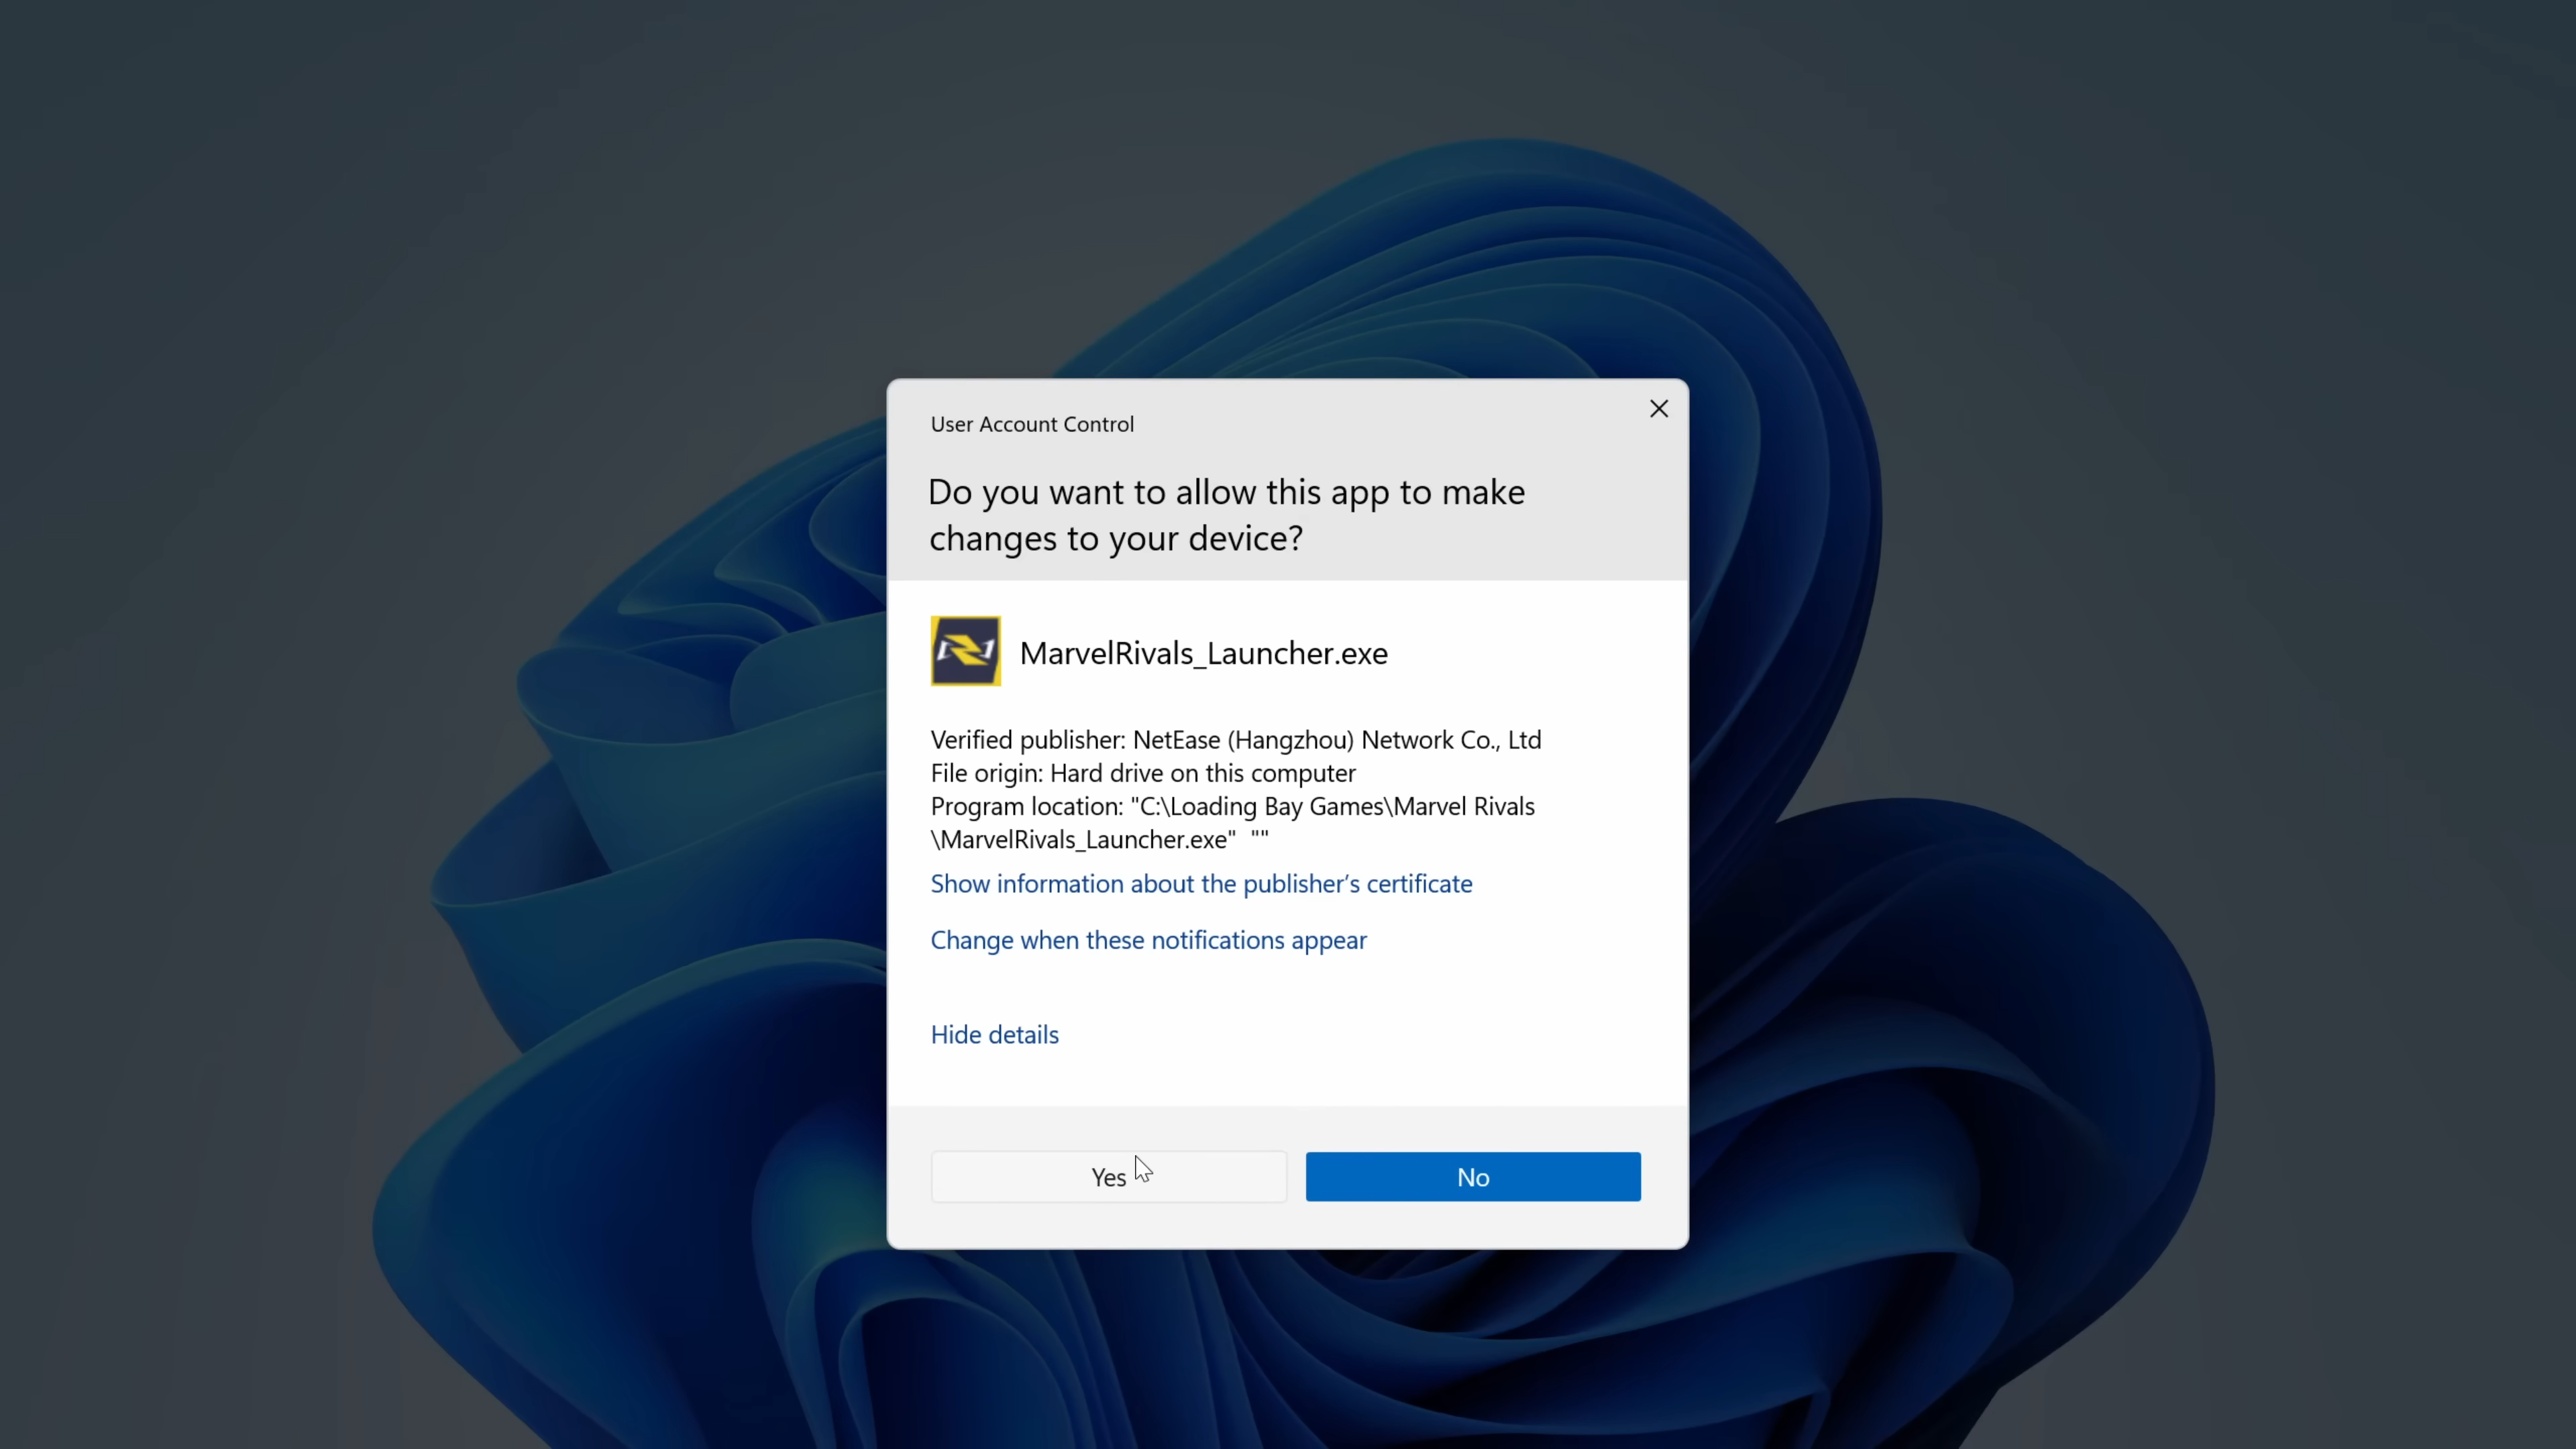 User Account Control
Do you want to allow this app to make
changes to your device?
MarvelRivals_Launcher.exe
Verified publisher: NetEase (Hangzhou) Network Co., Ltd
File origin: Hard drive on this computer
Program location: "C:\Loading Bay Games\Marvel Rivals
\MarvelRivals_Launcher.exe"  ""
Show information about the publisher’s certificate
Change when these notifications appear
Hide details
Yes
No